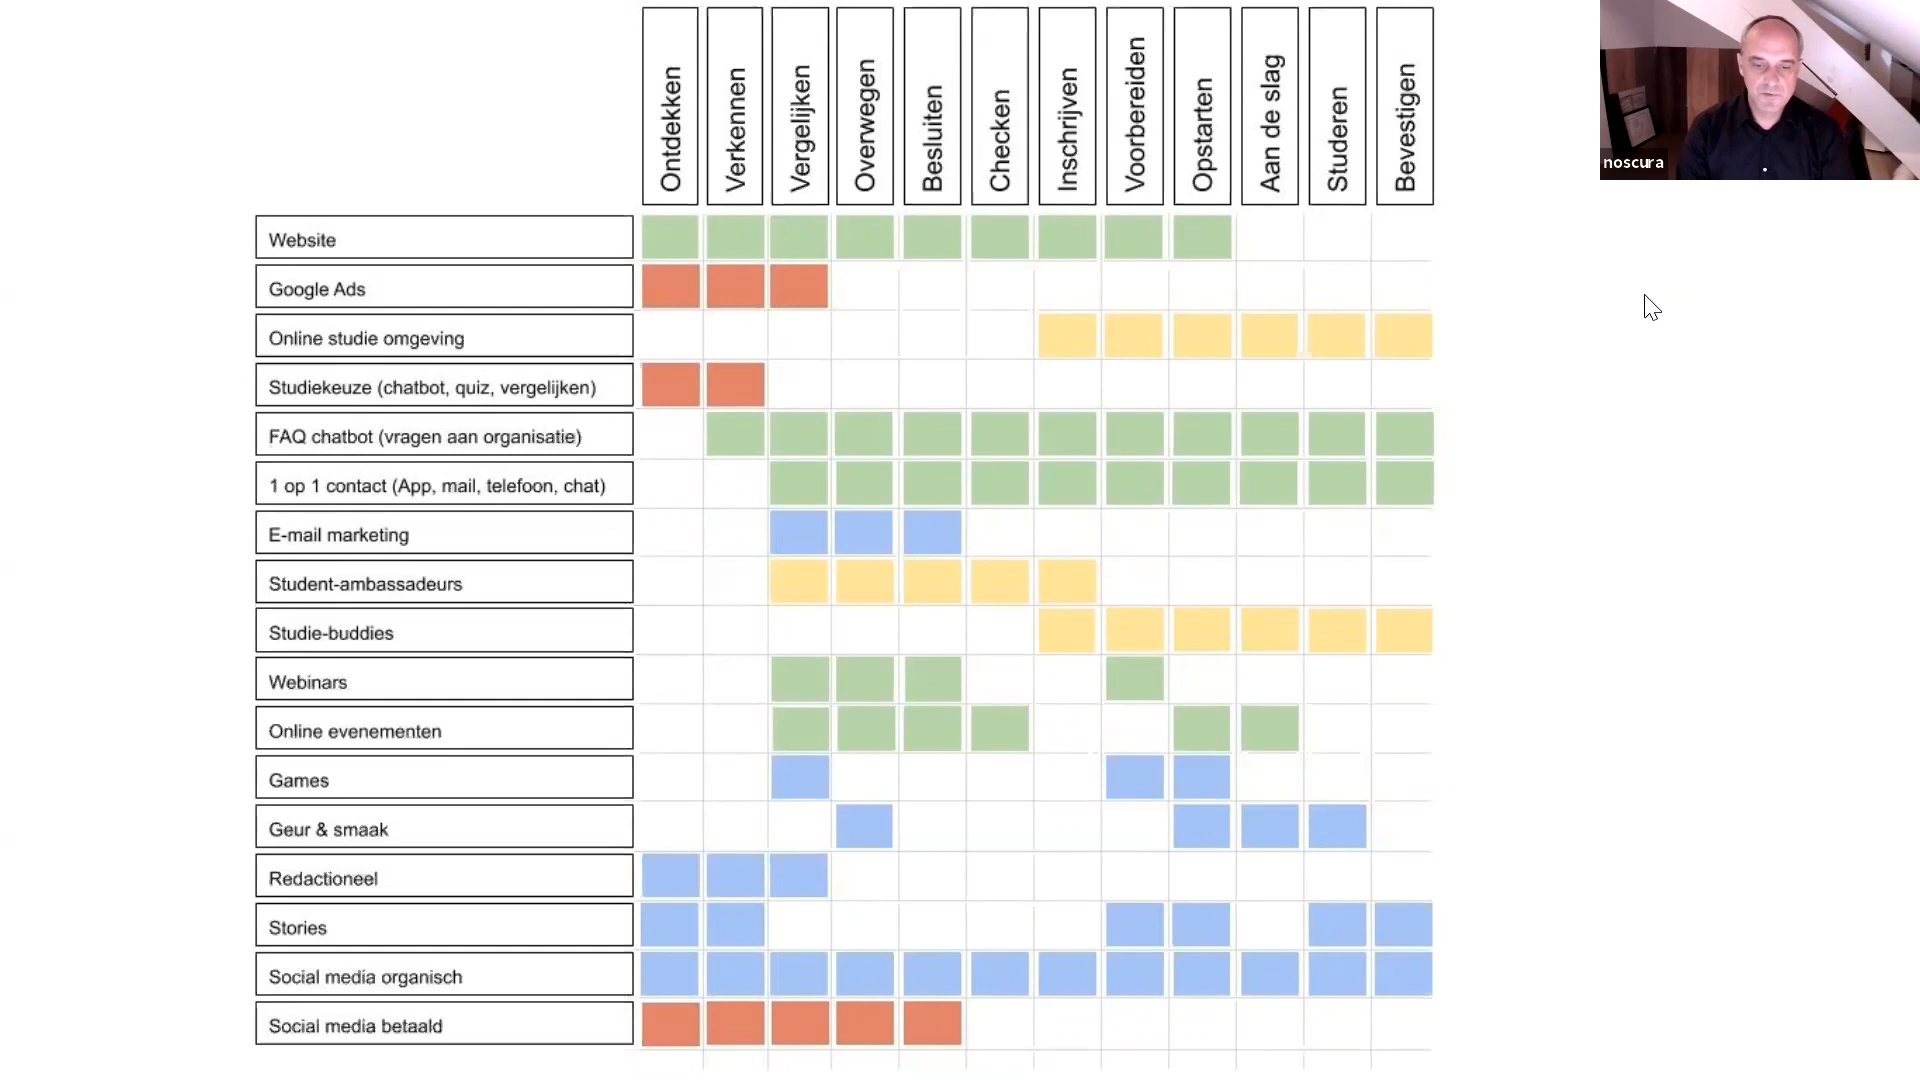 Ontdekken
Verkennen
Vergelijken
Overwegen
Besluiten
Checken
Inschrijven
Voorbereiden
Opstarten
Aan de slag
Studeren
Bevestigen
noscura
Website
Google Ads
Online studie omgeving
Studiekeuze (chatbot, quiz, vergelijken)
FAQ chatbot (vragen aan organisatie)
1 op 1 contact (App, mail, telefoon, chat)
E-mail marketing
Student-ambassadeurs
Studie-buddies
Webinars
Online evenementen
Games
Geur & smaak
Redactioneel
Stories
Social media organisch
Social media betaald